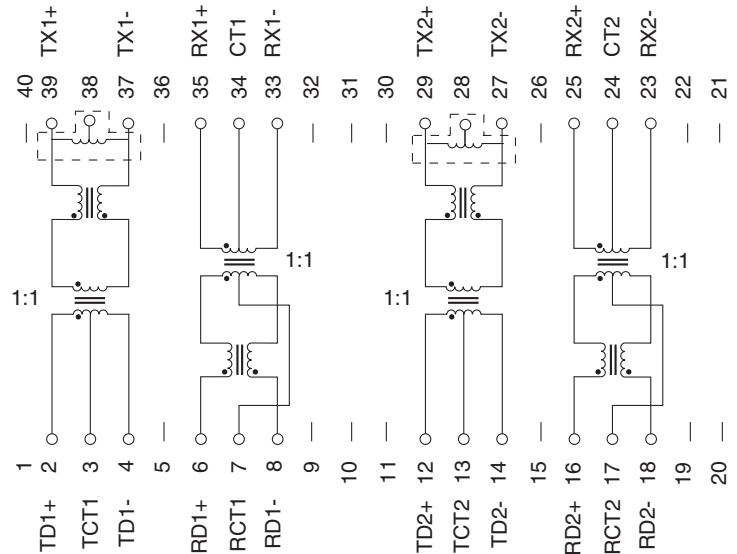 TX1+ TX1- RX1+ CT1 RX1- TX2+ TX2- RX2+ CT2 RX2-
40 39 38 37 36 35 34 33 32 31 30 29 28 27 26 25 24 23 22 21
1:1 1:1 1:1 1:1
1 2 3 4 5 6 7 8 9 10 11 12 13 14 15 16 17 18 19 20
TD1+ TCT1 TD1- RD1+ RCT1 RD1- TD2+ TCT2 TD2- RD2+ RCT2 RD2-